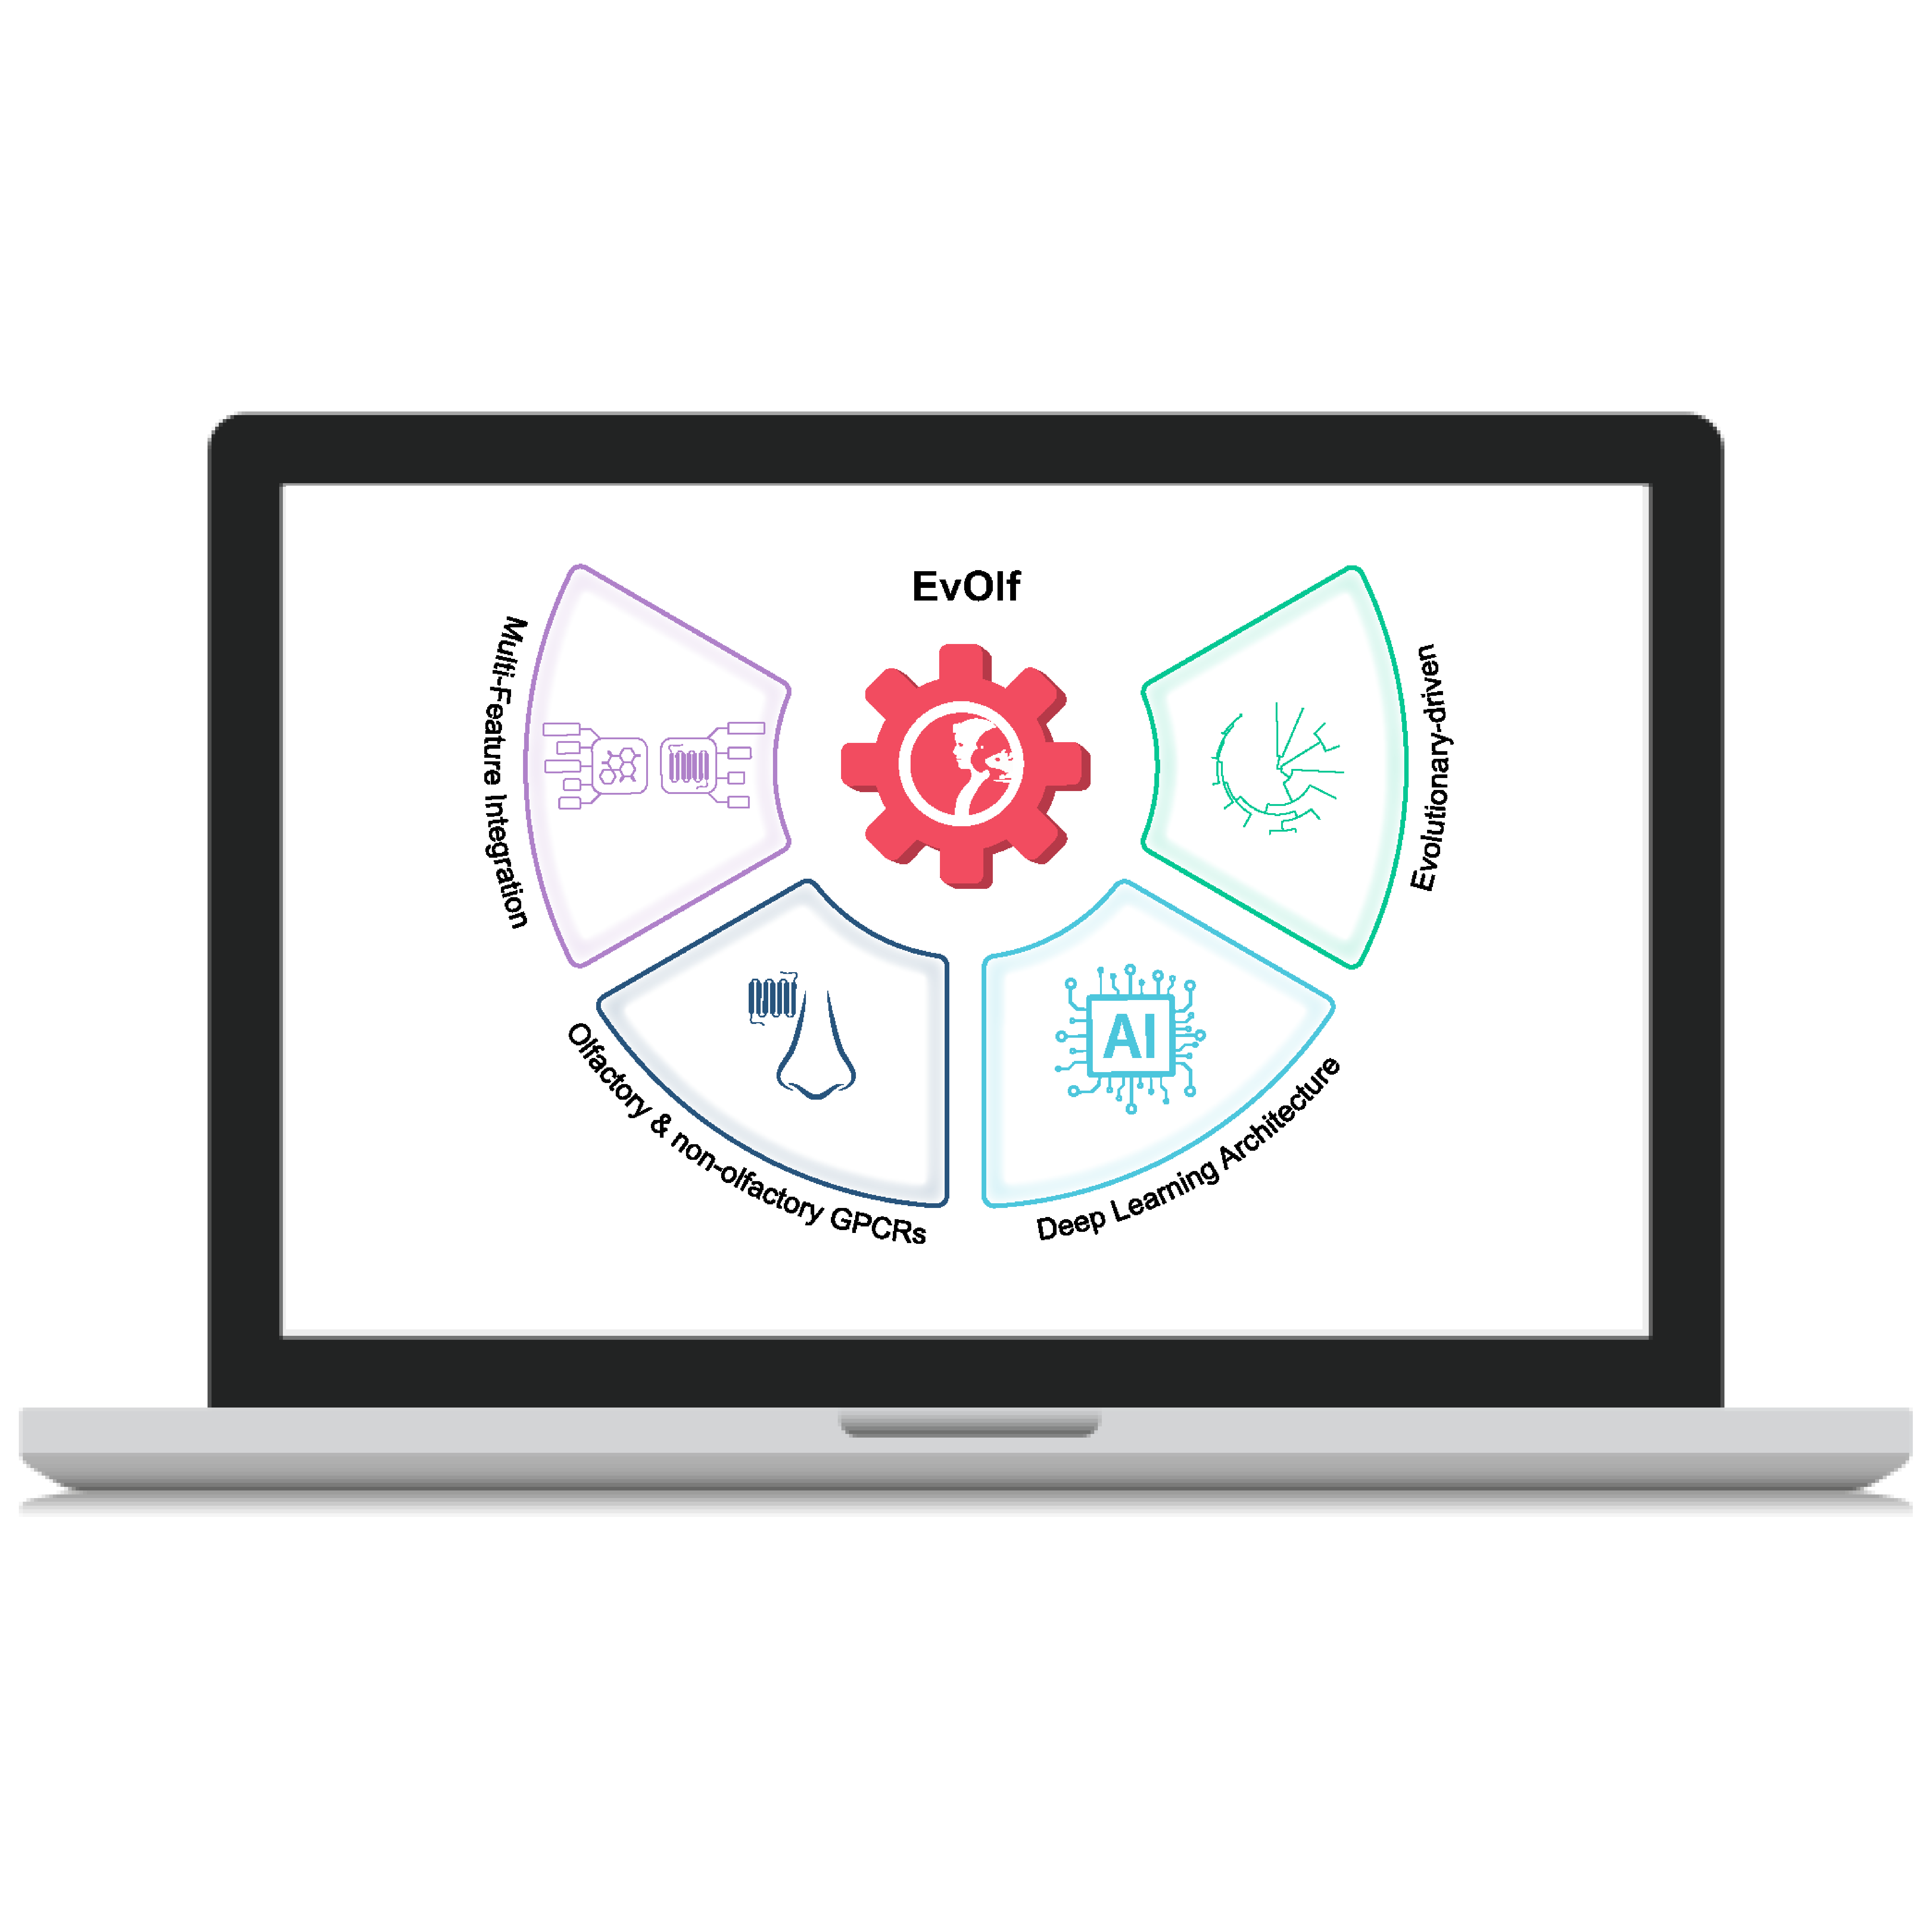 EvOlf
Multi-Feature Integration
Olfactory & non-olfactory GPCRs
AI
Deep Learning Architecture
Evolutionary-driven